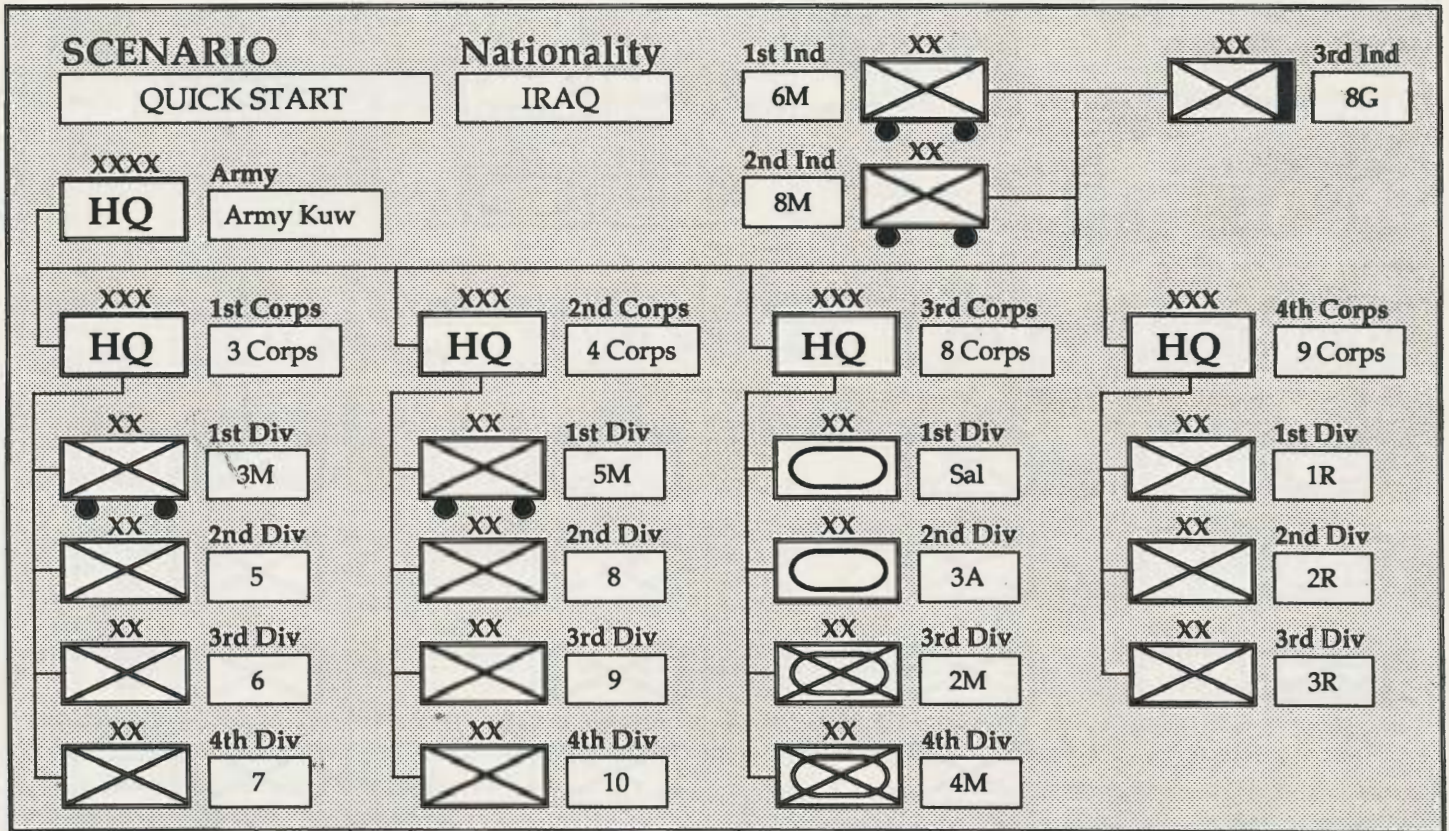 SCENARIO
Nationality
QUICK START
IRAQ
1st Ind
XX
6M
XX
3rd Ind
8G
2nd Ind
XX
8M
XXXX
Army
HQ
Army Kuw
XXX
1st Corps
HQ
3 Corps
XXX
2nd Corps
HQ
4 Corps
XXX
3rd Corps
HQ
8 Corps
XXX
4th Corps
HQ
9 Corps
XX
1st Div
3M
XX
2nd Div
5
XX
3rd Div
6
XX
4th Div
7
XX
1st Div
5M
XX
2nd Div
8
XX
3rd Div
9
XX
4th Div
10
XX
1st Div
Sal
XX
2nd Div
3A
XX
3rd Div
2M
XX
4th Div
4M
XX
1st Div
1R
XX
2nd Div
2R
XX
3rd Div
3R